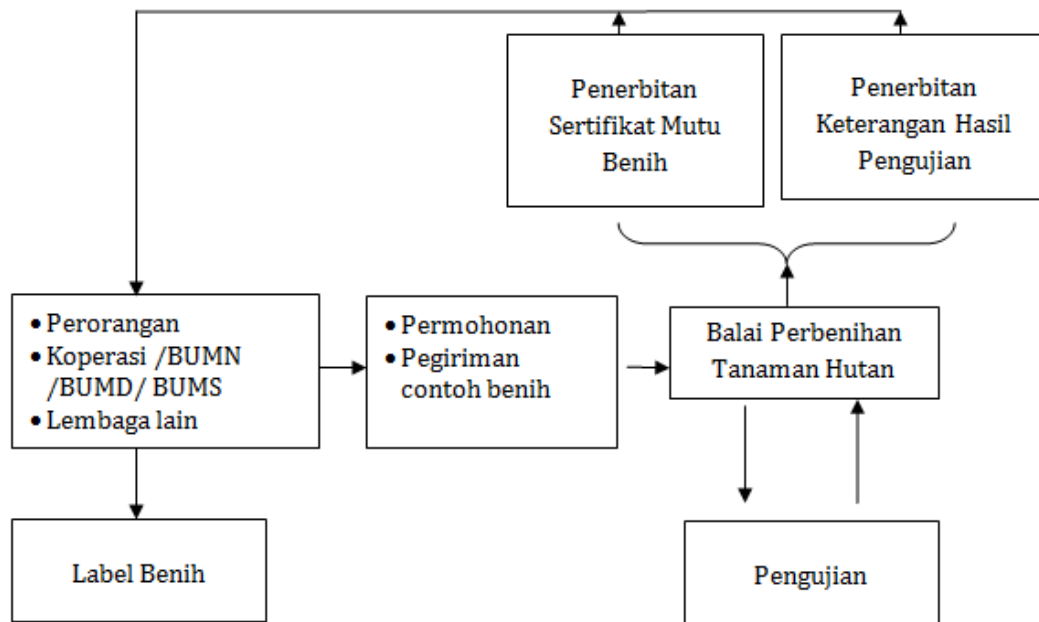 Penerbitan
Sertifikat Mutu
Benih
Penerbitan
Keterangan Hasil
Pengujian
• Perorangan
• Koperasi /BUMN
/BUMD/ BUMS
• Lembaga lain
• Permohonan
• Pegiriman
contoh benih
Balai Perbenihan
Tanaman Hutan
Label Benih
Pengujian